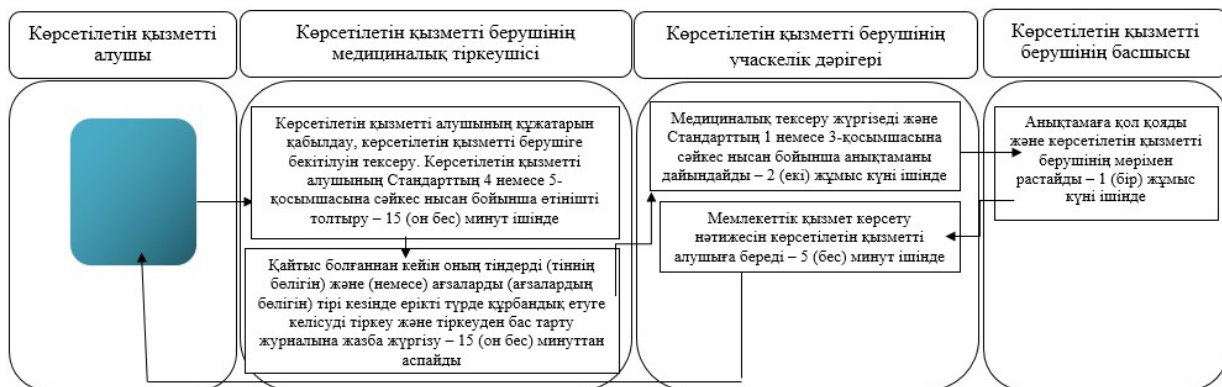 Көрсетілетін қызметті
алушы
Көрсетілетін қызметті берушінің
медициналық тіркеушісі
Көрсетілетін қызметті берушінің
учаскелік дәрігері
Көрсетілетін қызметті
берушінің басшысы
Көрсетілетін қызметті алушының құжатарын
қабылдау, көрсетілетін қызметті берушіге
бекітілуін тексеру. Көрсетілетін қызметті
алушының Стандарттың 4 немесе 5-
қосымшасына сәйкес нысан бойынша өтінішті
толтыру – 15 (он бес) минут ішінде
Қайтыс болғаннан кейін оның тіндерді (тіннің
бөлігін) және (немесе) ағзаларды (ағзалардың
бөлігін) тірі кезінде ерікті түрде құрбандық етуге
келісуді тіркеу және тіркеуден бас тарту
журналына жазба жүргізу – 15 (он бес) минуттан
аспайды
Медициналық тексеру жүргізеді және
Стандарттың 1 немесе 3-қосымшасына
сәйкес нысан бойынша анықтаманы
дайындайды – 2 (екі) жұмыс күні ішінде
Мемлекеттік қызмет көрсету
нәтижесін көрсетілетін қызметті
алушыға береді – 5 (бес) минут ішінде
Анықтамаға қол қояды
және көрсетілетін қызметті
берушінің мөрімен
растайды – 1 (бір) жұмыс
күні ішінде